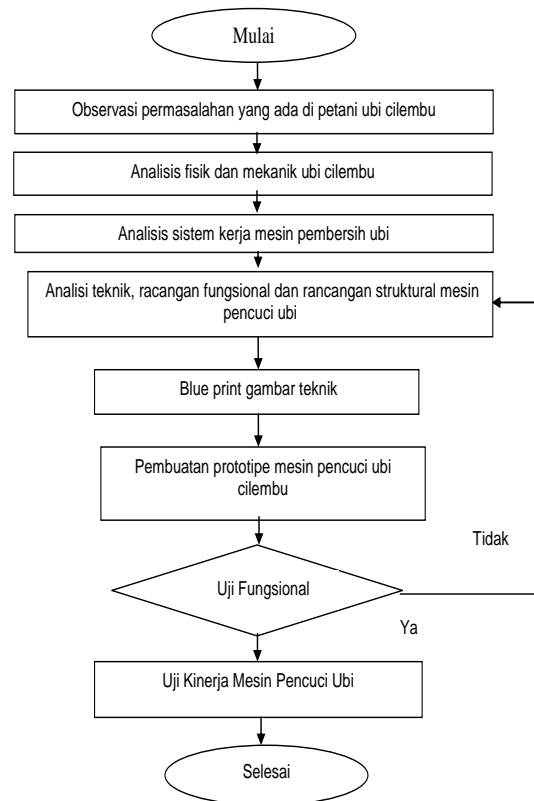 Mulai
Observasi permasalahan yang ada di petani ubi cilembu
Analisis fisik dan mekanik ubi cilembu
Analisis sistem kerja mesin pembersih ubi
Analisi teknik, racangan fungsional dan rancangan struktural mesin
pencuci ubi
Blue print gambar teknik
Pembuatan prototipe mesin pencuci ubi
cilembu
Tidak
Uji Fungsional
Ya
Uji Kinerja Mesin Pencuci Ubi
Selesai